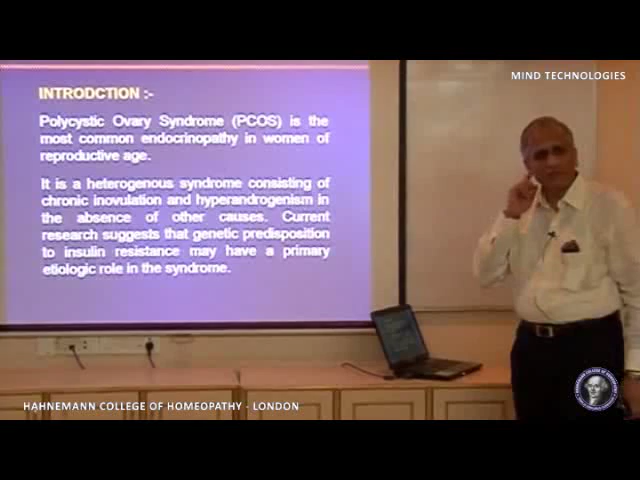 MIND TECHNOLOGIES
INTRODCTION :-
Polycystic Ovary Syndrome (PCOS) is the
most common endocrinopathy in women of
reproductive age.
It is a heterogenous syndrome consisting of
chronic inovulation and hyperandrogenism in
the absence of other causes. Current
research suggests that genetic predisposition
to insulin resistance may have a primary
etiologic role in the syndrome.
HAHNEMANN COLLEGE OF HOMEOPATHY - LONDON